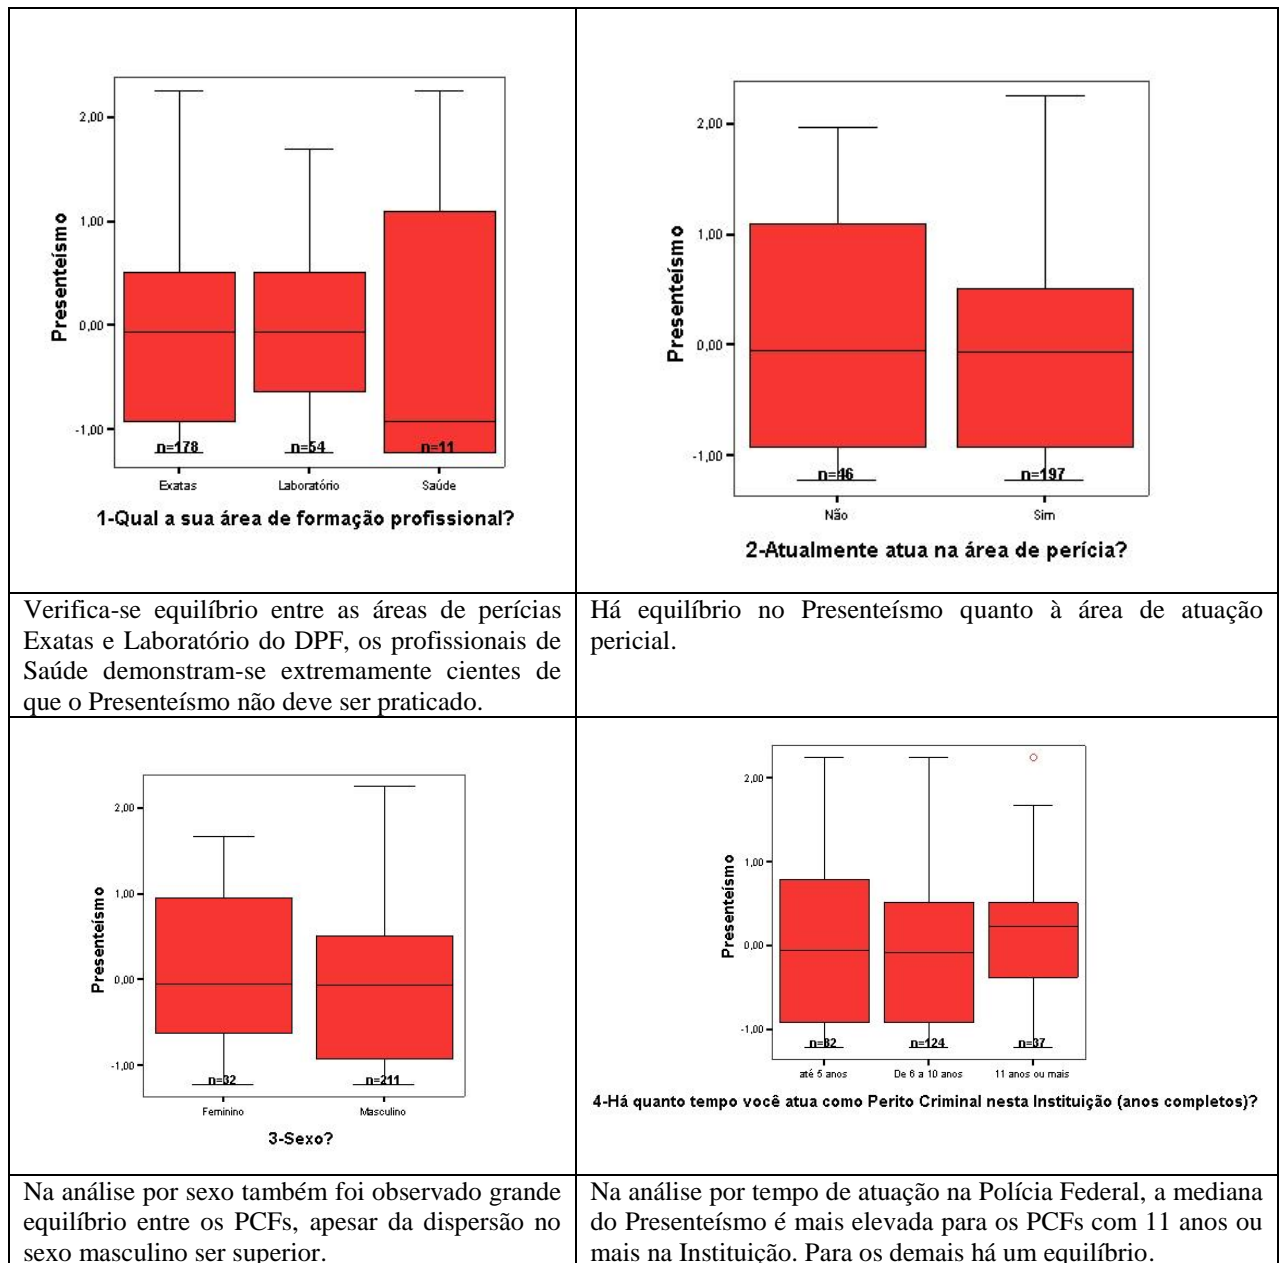 2,00
1,00
0,00
-1,00
Presenteísmo
n=178
n=54
n=11
Exatas
Laboratório
Saúde
1-Qual a sua área de formação profissional?
2,00
1,00
0,00
-1,00
Presenteísmo
n=46
n=197
Não
Sim
2-Atualmente atua na área de perícia?
Verifica-se equilíbrio entre as áreas de perícias
Exatas e Laboratório do DPF, os profissionais de
Saúde demonstram-se extremamente cientes de
que o Presenteísmo não deve ser praticado.
Há equilíbrio no Presenteísmo quanto à área de atuação
pericial.
2,00
1,00
0,00
-1,00
Presenteísmo
n=32
n=211
Feminino
Masculino
3-Sexo?
2,00
1,00
0,00
-1,00
Presenteísmo
n=82
n=124
n=37
até 5 anos
De 6 a 10 anos
11 anos ou mais
4-Há quanto tempo você atua como Perito Criminal nesta Instituição (anos completos)?
Na análise por sexo também foi observado grande
equilíbrio entre os PCFs, apesar da dispersão no
sexo masculino ser superior.
Na análise por tempo de atuação na Polícia Federal, a mediana
do Presenteísmo é mais elevada para os PCFs com 11 anos ou
mais na Instituição. Para os demais há um equilíbrio.